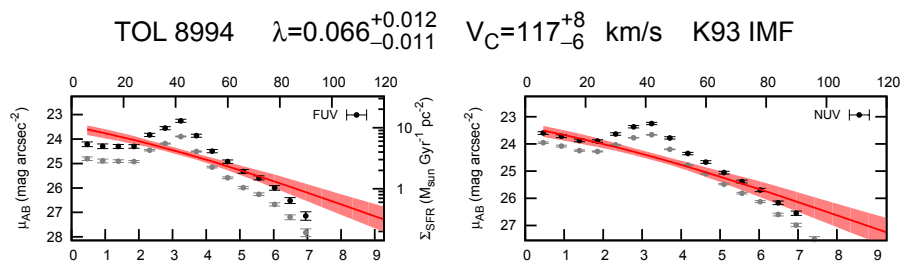 TOL 8994 λ=0.066+0.012−0.011 VC=117+8−6 km/s K93 IMF
0 20 40 60 80 100 120
23
24
25
26
27
28
μAB (mag arcsec-2)
FUV
10
1
ΣSFR (Msun Gyr-1 pc-2)
0 1 2 3 4 5 6 7 8 9
0 20 40 60 80 100 120
23
24
25
26
27
μAB (mag arcsec-2)
NUV
0 1 2 3 4 5 6 7 8 9